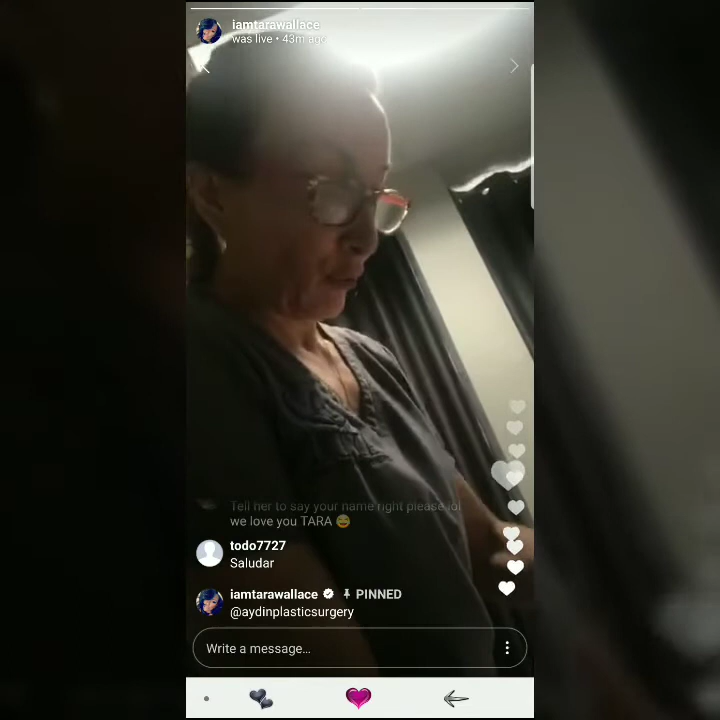 iamtarawallace
was live • 43m ago
Tell her to say your name right please lol
we love you TARA 😂
todo7727
Saludar
iamtarawallace PINNED
@aydinplasticsurgery
Write a message...